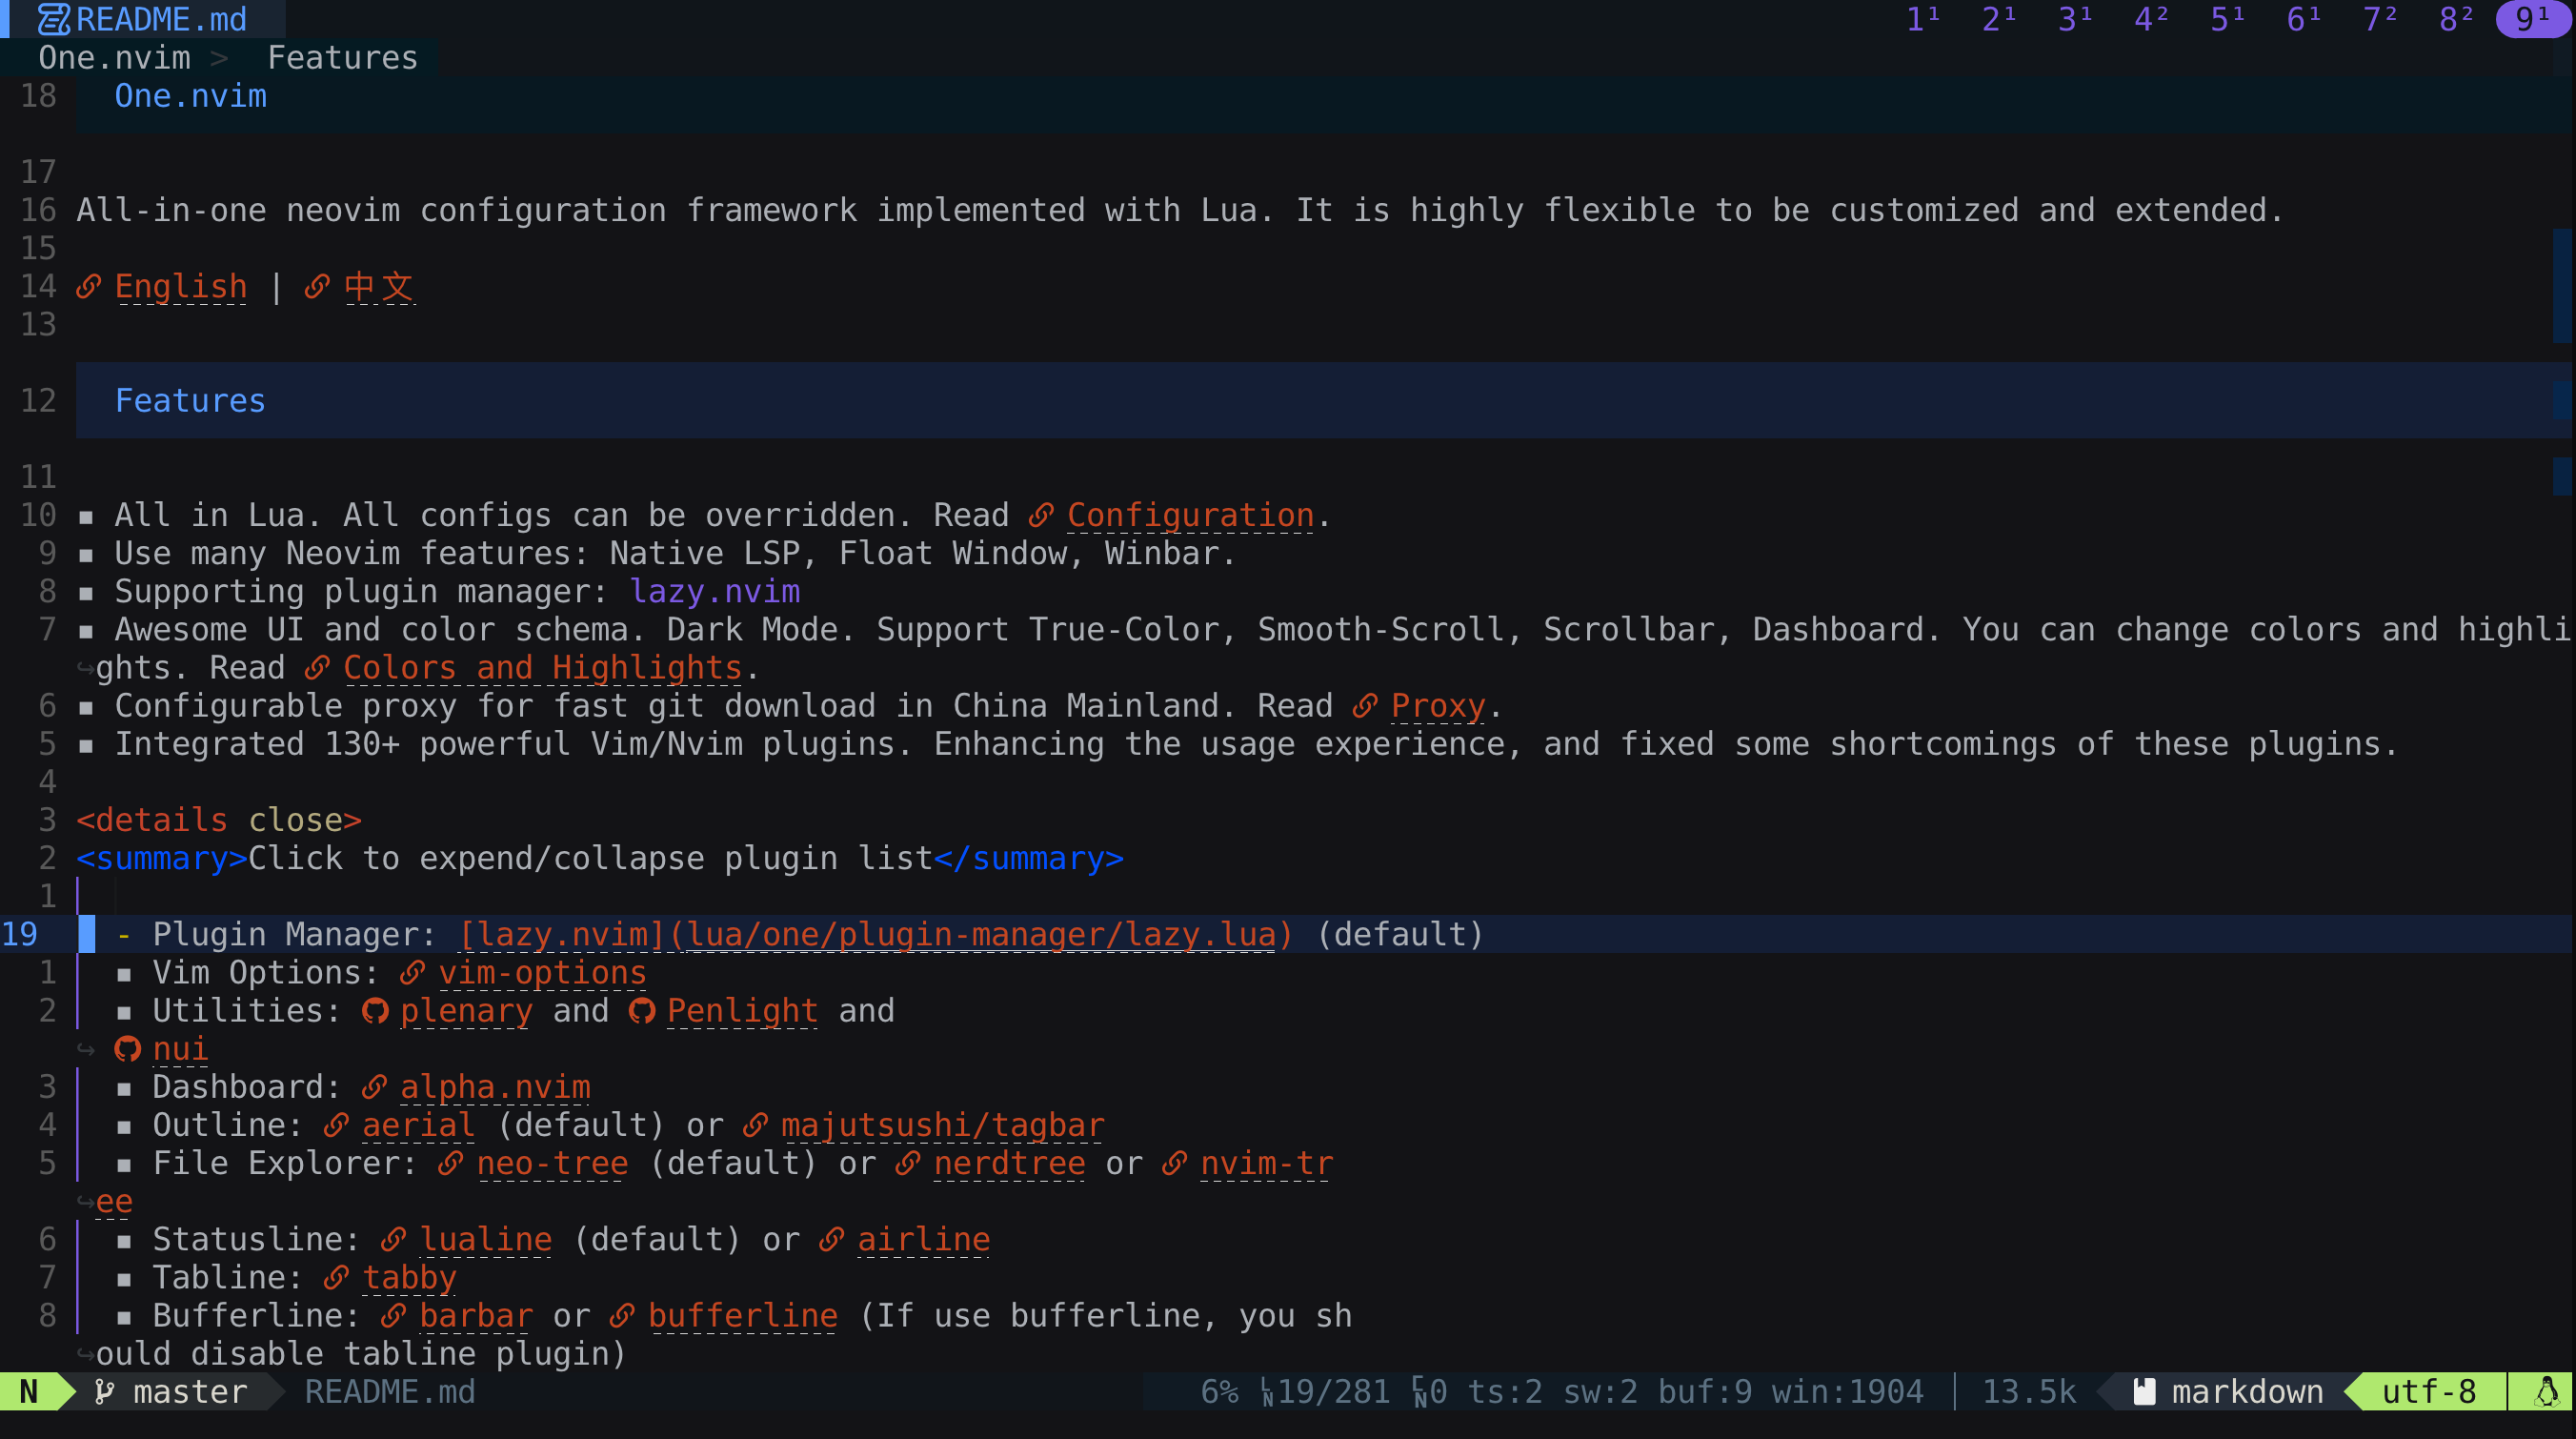 README.md 1¹ 2¹ 3¹ 4² 5¹ 6¹ 7² 8² 9¹
One.nvim > Features
18 One.nvim
17
16 All-in-one neovim configuration framework implemented with Lua. It is highly flexible to be customized and extended.
15
14 English | 中文
13
12 Features
11
10 ▪ All in Lua. All configs can be overridden. Read Configuration.
9 ▪ Use many Neovim features: Native LSP, Float Window, Winbar.
8 ▪ Supporting plugin manager: lazy.nvim
7 ▪ Awesome UI and color schema. Dark Mode. Support True-Color, Smooth-Scroll, Scrollbar, Dashboard. You can change colors and highli
↪ghts. Read Colors and Highlights.
6 ▪ Configurable proxy for fast git download in China Mainland. Read Proxy.
5 ▪ Integrated 130+ powerful Vim/Nvim plugins. Enhancing the usage experience, and fixed some shortcomings of these plugins.
4
3 <details close>
2 <summary>Click to expend/collapse plugin list</summary>
1
19 - Plugin Manager: [lazy.nvim](lua/one/plugin-manager/lazy.lua) (default)
1 ▪ Vim Options: vim-options
2 ▪ Utilities: plenary and Penlight and
↪ nui
3 ▪ Dashboard: alpha.nvim
4 ▪ Outline: aerial (default) or majutsushi/tagbar
5 ▪ File Explorer: neo-tree (default) or nerdtree or nvim-tr
↪ee
6 ▪ Statusline: lualine (default) or airline
7 ▪ Tabline: tabby
8 ▪ Bufferline: barbar or bufferline (If use bufferline, you sh
↪ould disable tabline plugin)
N master README.md 6% LN19/281 0 ts:2 sw:2 buf:9 win:1904 | 13.5k markdown utf-8